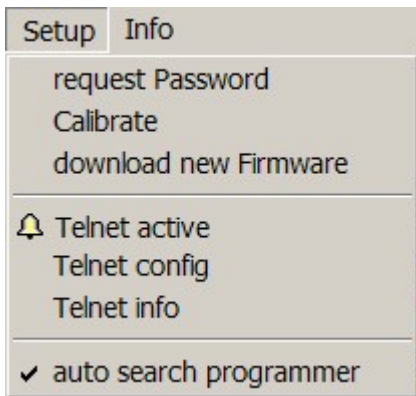 Setup Info
request Password
Calibrate
download new Firmware
Telnet active
Telnet config
Telnet info
auto search programmer